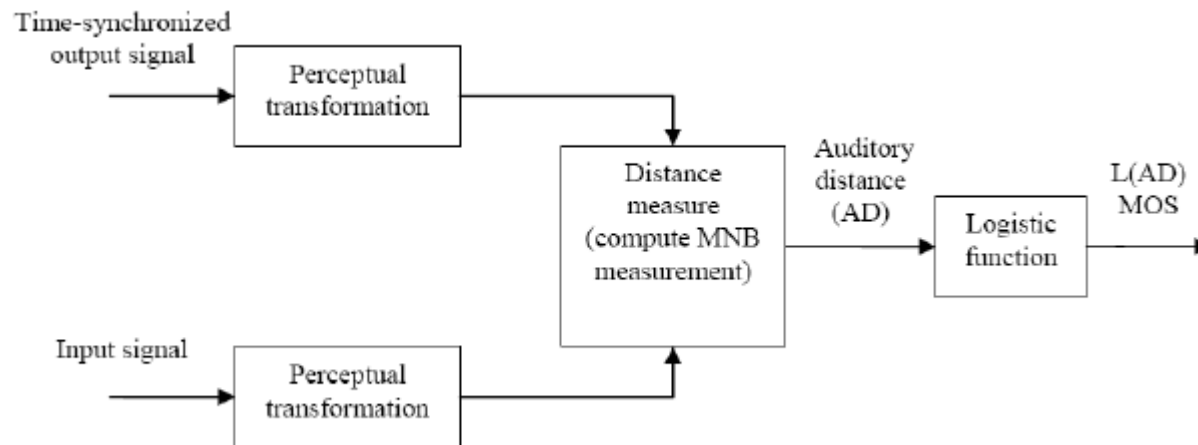 Time-synchronized
output signal
Perceptual
transformation
Distance
measure
(compute MNB
measurement)
Auditory
distance
(AD)
Logistic
function
L(AD)
MOS
Input signal
Perceptual
transformation